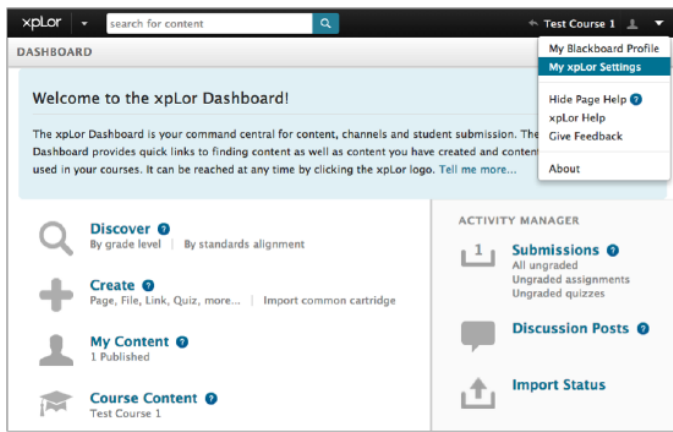 xpLor
search for content
Test Course 1
DASHBOARD
My Blackboard Profile
My xpLor Settings
Hide Page Help ?
xpLor Help
Give Feedback
About
Welcome to the xpLor Dashboard!
The xpLor Dashboard is your command central for content, channels and student submission. The
Dashboard provides quick links to finding content as well as content you have created and content
used in your courses. It can be reached at any time by clicking the xpLor logo. Tell me more...
Discover ?
By grade level | By standards alignment
Create ?
Page, File, Link, Quiz, more... | Import common cartridge
My Content ?
1 Published
Course Content ?
Test Course 1
ACTIVITY MANAGER
1
Submissions ?
All ungraded
Ungraded assignments
Ungraded quizzes
Discussion Posts ?
Import Status